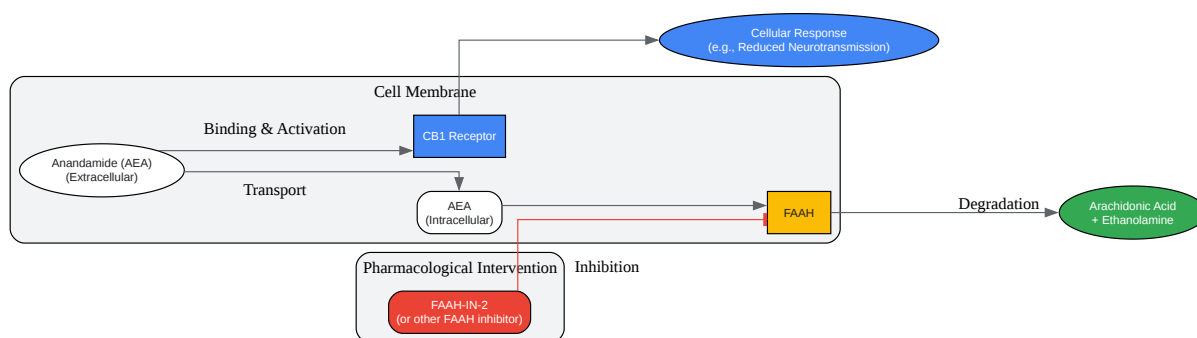 Cellular Response
(e.g., Reduced Neurotransmission)
Cell Membrane
Binding & Activation
CB1 Receptor
Anandamide (AEA)
(Extracellular)
Transport
AEA
(Intracellular)
FAAH
Degradation
Arachidonic Acid
+ Ethanolamine
Pharmacological Intervention
Inhibition
FAAH-IN-2
(or other FAAH inhibitor)